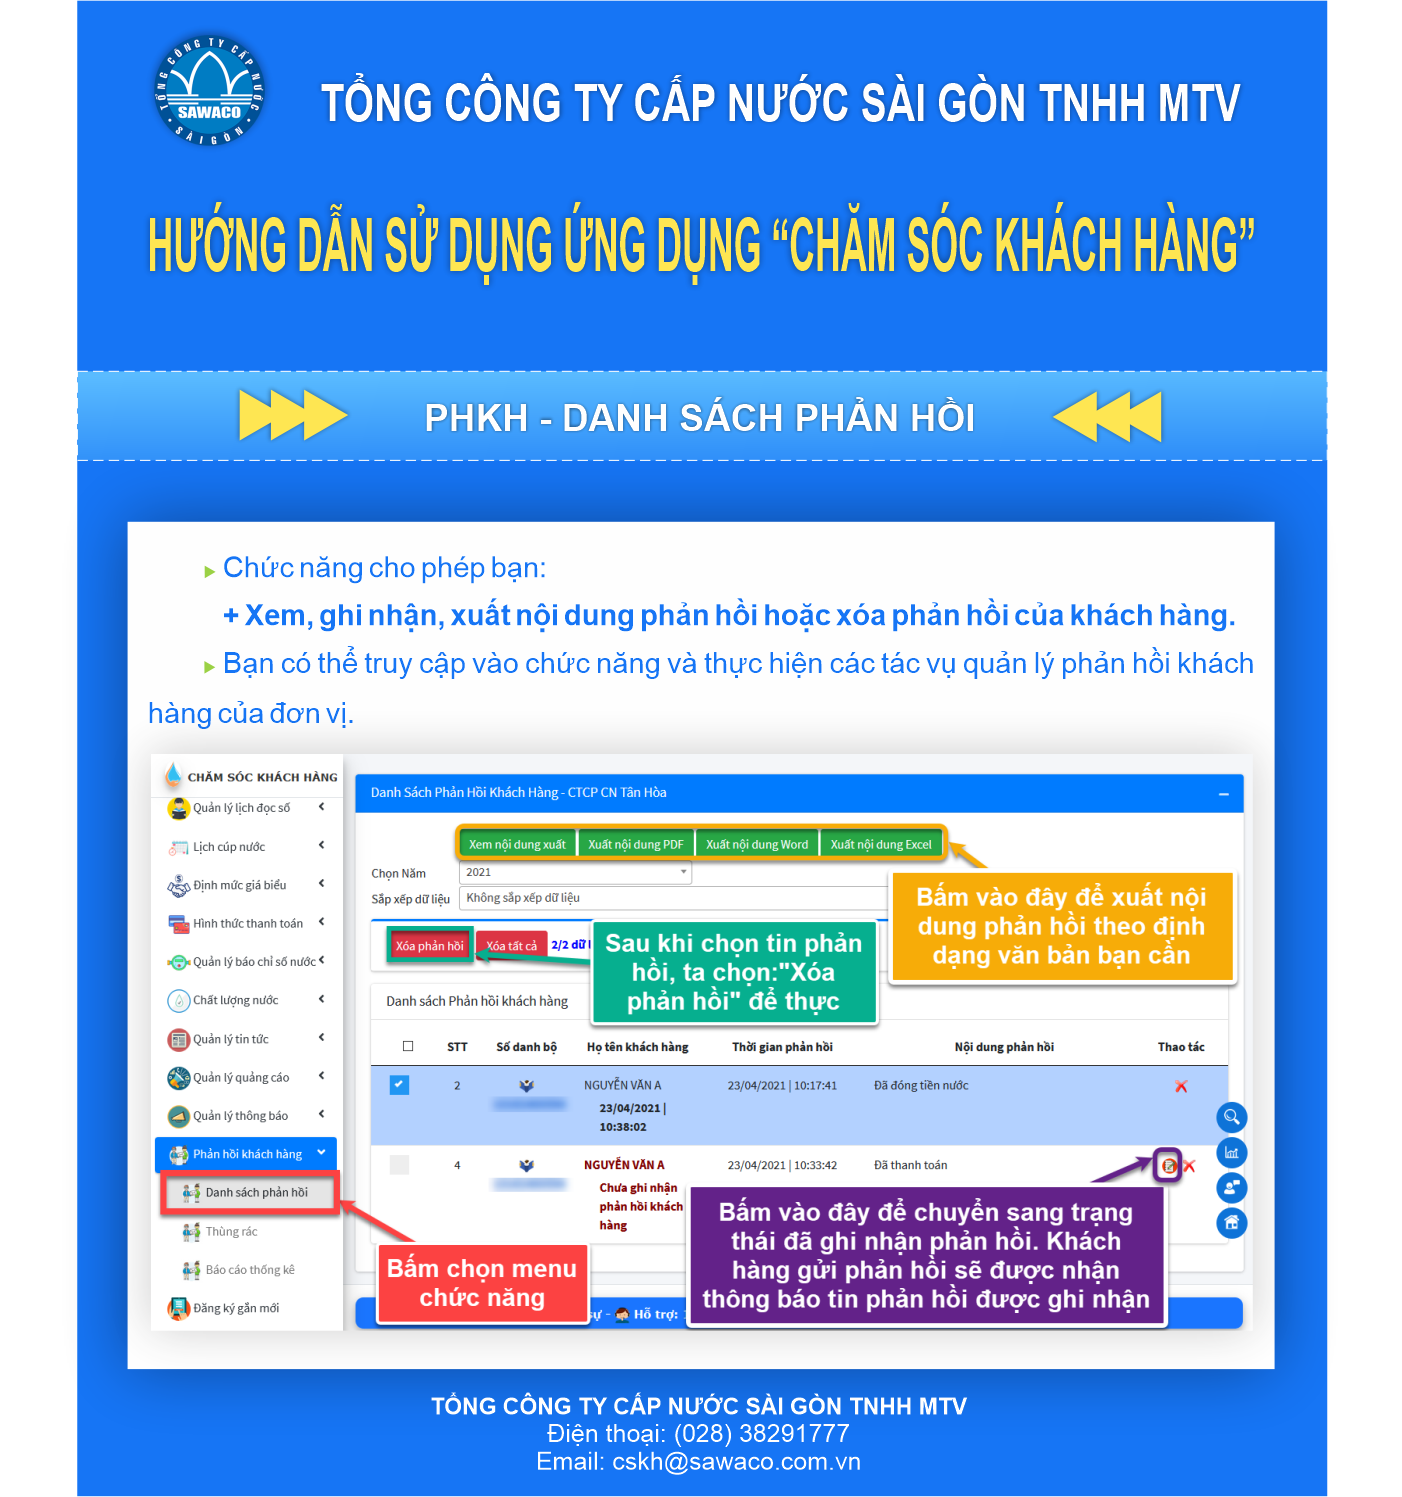 TỔNG CÔNG TY CẤP NƯỚC
SAWACO
SÀI GÒN
TỔNG CÔNG TY CẤP NƯỚC SÀI GÒN TNHH MTV
HƯỚNG DẪN SỬ DỤNG ỨNG DỤNG “CHĂM SÓC KHÁCH HÀNG”
PHKH - DANH SÁCH PHẢN HỒI
Chức năng cho phép bạn:
+ Xem, ghi nhận, xuất nội dung phản hồi hoặc xóa phản hồi của khách hàng.
Bạn có thể truy cập vào chức năng và thực hiện các tác vụ quản lý phản hồi khách
hàng của đơn vị.
CHĂM SÓC KHÁCH HÀNG
Quản lý lịch đọc số
Lịch cúp nước
Định mức giá biểu
Hình thức thanh toán
Quản lý báo chỉ số nước
Chất lượng nước
Quản lý tin tức
Quản lý quảng cáo
Quản lý thông báo
Phản hồi khách hàng
Danh sách phản hồi
Thùng rác
Báo cáo thống kê
Đăng ký gắn mới
Danh Sách Phản Hồi Khách Hàng - CTCP CN Tân Hòa
Xem nội dung xuất
Xuất nội dung PDF
Xuất nội dung Word
Xuất nội dung Excel
Chọn Năm
2021
Sắp xếp dữ liệu
Không sắp xếp dữ liệu
Bấm vào đây để xuất nội
dung phản hồi theo định
dạng văn bản bạn cần
Xóa phản hồi
Xóa tất cả
2/2 dữ
Sau khi chọn tin phản
hồi, ta chọn:"Xóa
phản hồi" để thực
Danh sách Phản hồi khách hàng
STT Số danh bộ Họ tên khách hàng Thời gian phản hồi Nội dung phản hồi Thao tác
2 NGUYỄN VĂN A 23/04/2021 | 10:17:41 Đã đóng tiền nước
23/04/2021 |
10:38:02
4 NGUYỄN VĂN A 23/04/2021 | 10:33:42 Đã thanh toán
Chưa ghi nhận
phản hồi khách
hàng
Bấm vào đây để chuyển sang trạng
thái đã ghi nhận phản hồi. Khách
hàng gửi phản hồi sẽ được nhận
thông báo tin phản hồi được ghi nhận
Bấm chọn menu
chức năng
sự - Hỗ trợ:
TỔNG CÔNG TY CẤP NƯỚC SÀI GÒN TNHH MTV
Điện thoại: (028) 38291777
Email: cskh@sawaco.com.vn